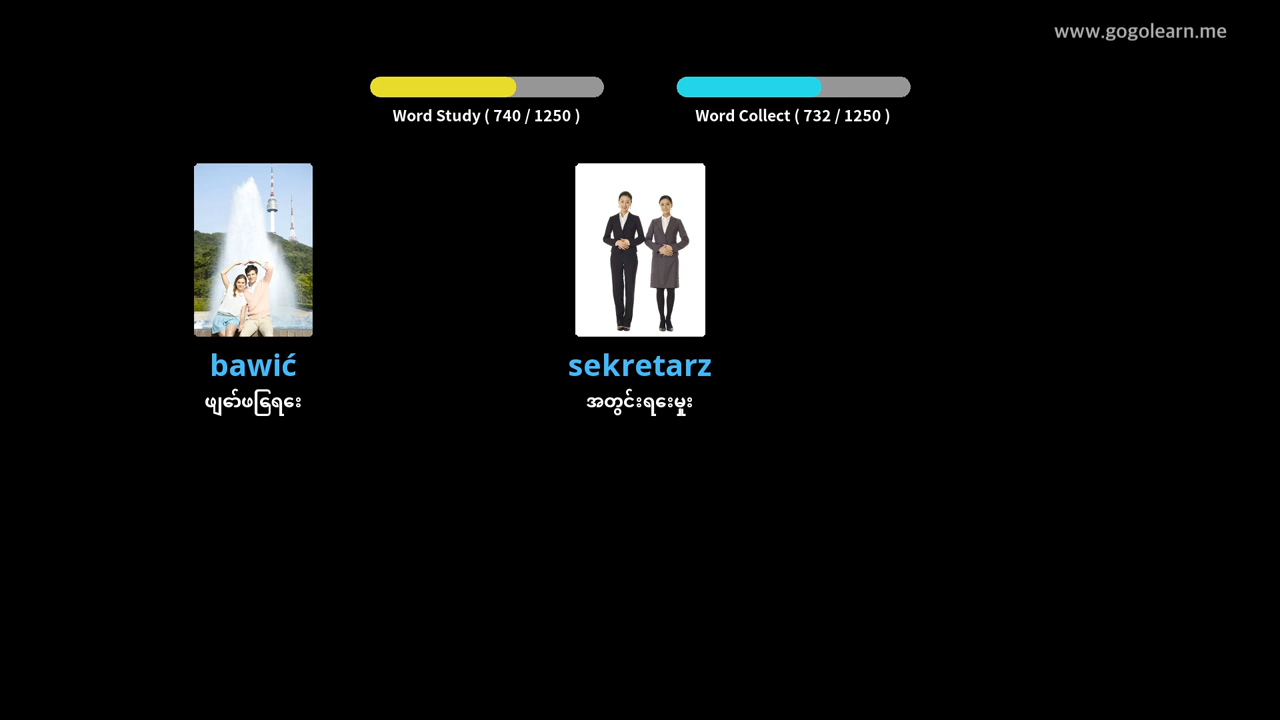 www.gogolearn.me
Word Study ( 740 / 1250 )
Word Collect ( 732 / 1250 )
bawić
ဖျော်ဖြေရေး
sekretarz
အတွင်းရေးမှုး